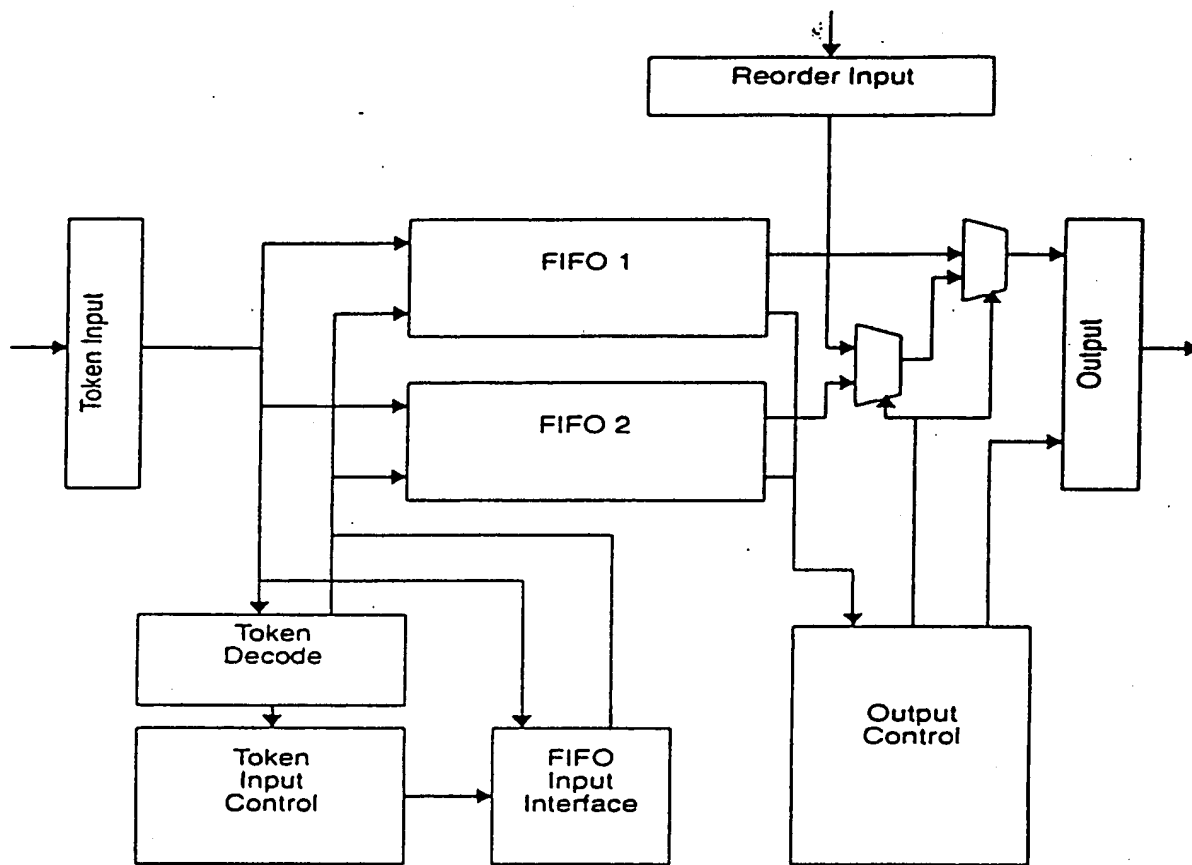 Reorder Input
Token Input
FIFO 1
FIFO 2
Output
Token
Decode
Token
Input
Control
FIFO
Input
Interface
Output
Control